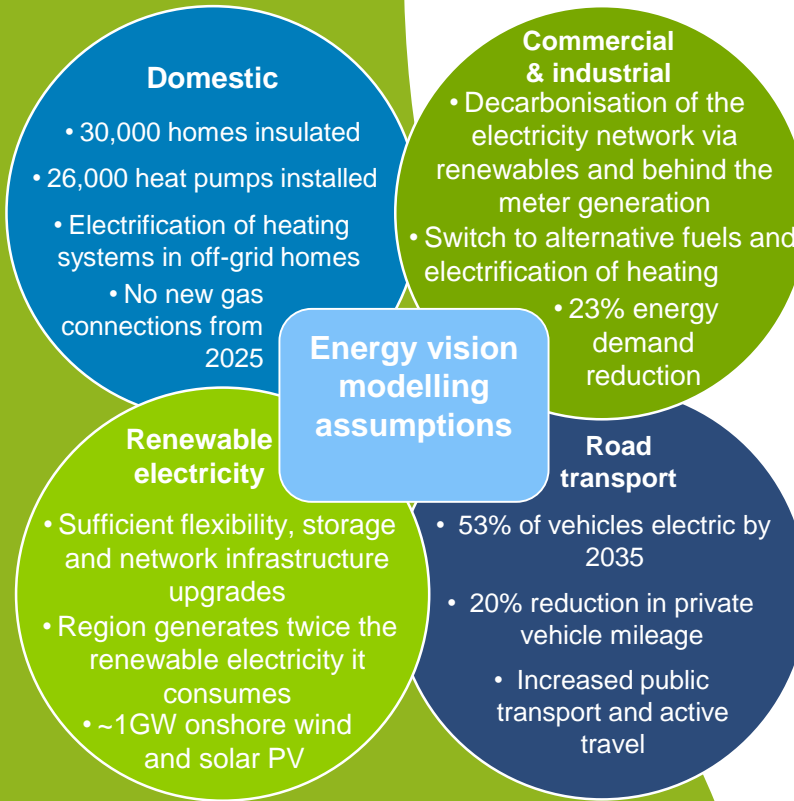 Domestic
• 30,000 homes insulated
• 26,000 heat pumps installed
• Electrification of heating
systems in off-grid homes
• No new gas
connections from
2025
Commercial
& industrial
• Decarbonisation of the
electricity network via
renewables and behind the
meter generation
• Switch to alternative fuels and
electrification of heating
• 23% energy
demand
reduction
Energy vision
modelling
assumptions
Renewable
electricity
• Sufficient flexibility, storage
and network infrastructure
upgrades
• Region generates twice the
renewable electricity it
consumes
• ~1GW onshore wind
and solar PV
Road
transport
• 53% of vehicles electric by
2035
• 20% reduction in private
vehicle mileage
• Increased public
transport and active
travel